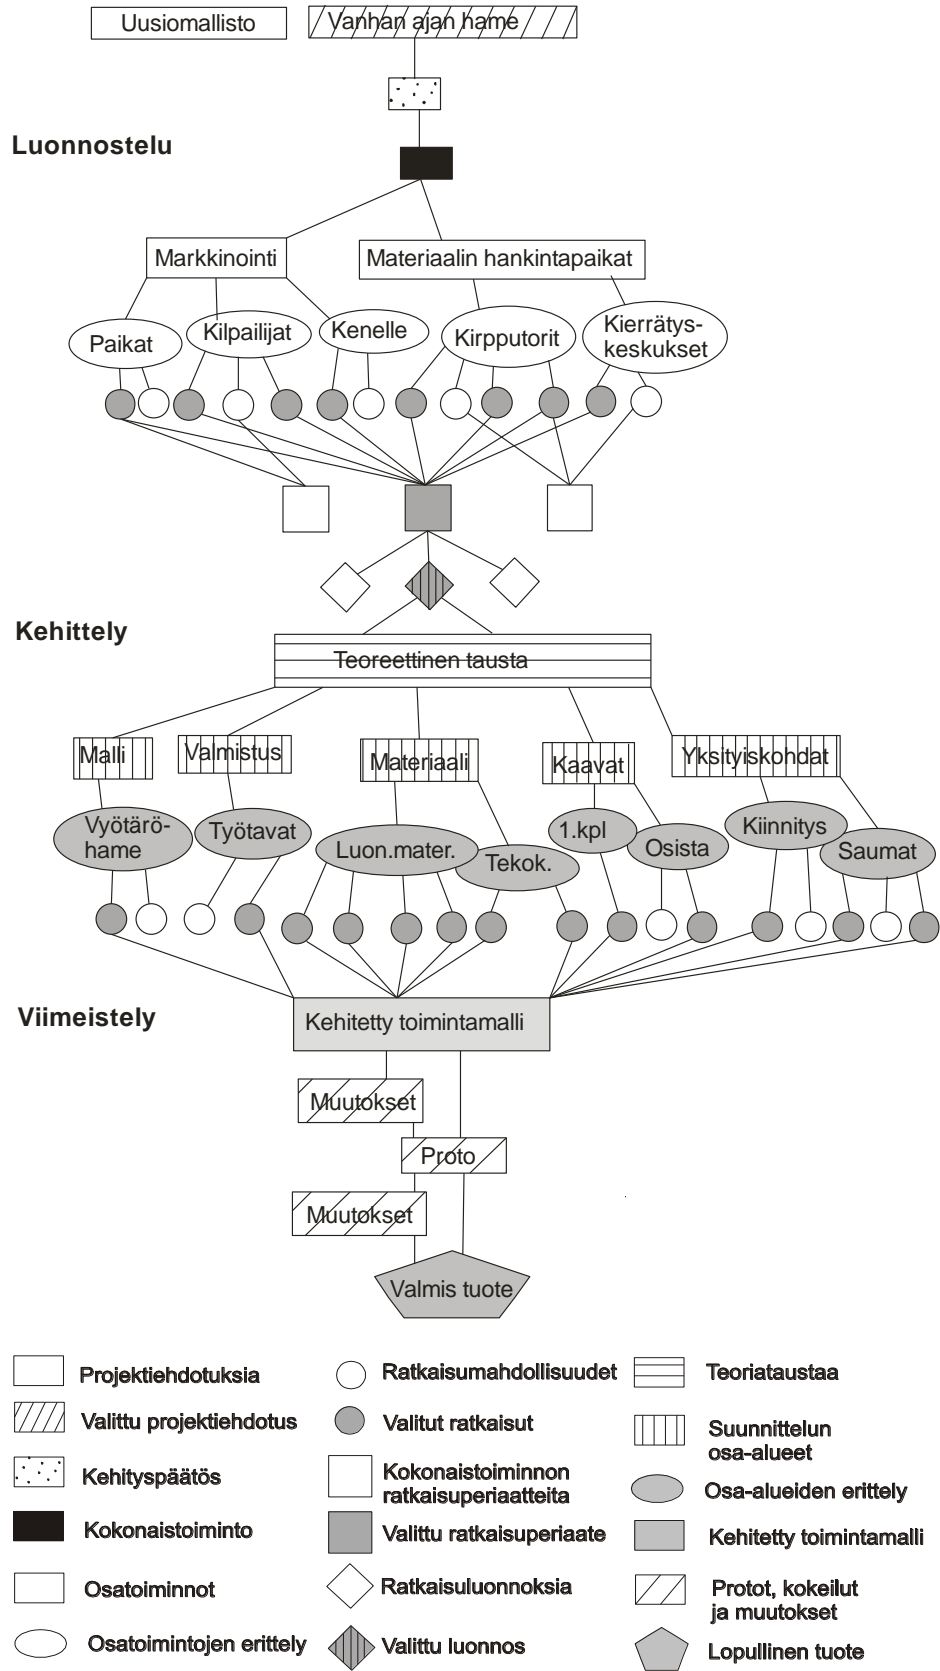 Uusiomallisto
Vanhan ajan hame
Luonnostelu
Markkinointi
Materiaalin hankintapaikat
Paikat
Kilpailijat
Kenelle
Kirpputorit
Kierrätys-
keskukset
Kehittely
Teoreettinen tausta
Malli
Valmistus
Materiaali
Kaavat
Yksityiskohdat
Vyötärö-
hame
Työtavat
Luon.mater.
Tekok.
1.kpl
Osista
Kiinnitys
Saumat
Viimeistely
Kehitetty toimintamalli
Muutokset
Proto
Muutokset
Valmis tuote
Projektiehdotuksia
Valittu projektiehdotus
Kehityspäätös
Kokonaistoiminto
Osatoiminnot
Osatoimintojen erittely
Ratkaisumahdollisuudet
Valitut ratkaisut
Kokonaistoiminnon
ratkaisuperiaatteita
Valittu ratkaisuperiaate
Ratkaisuluonnoksia
Valittu luonnos
Teoriataustaa
Suunnittelun
osa-alueet
Osa-alueiden erittely
Kehitetty toimintamalli
Protot, kokeilut
ja muutokset
Lopullinen tuote